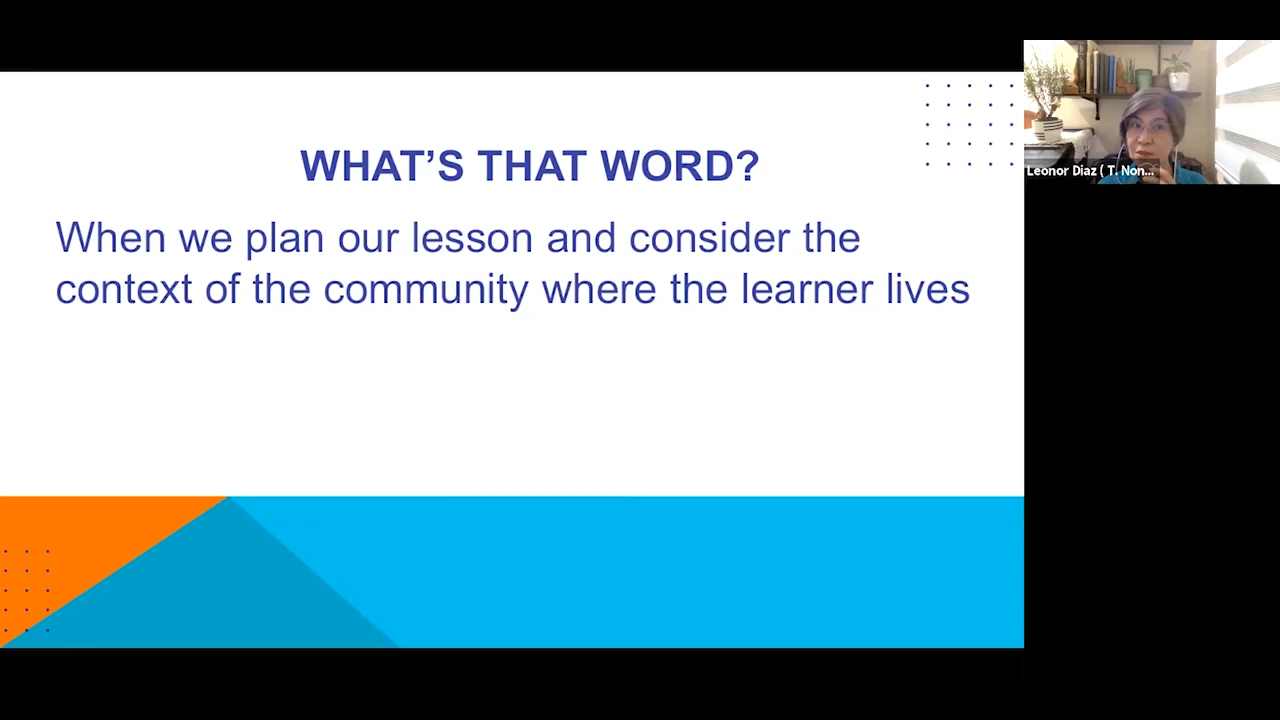 WHAT’S THAT WORD?
When we plan our lesson and consider the
context of the community where the learner lives
Leonor Diaz ( T. Non...